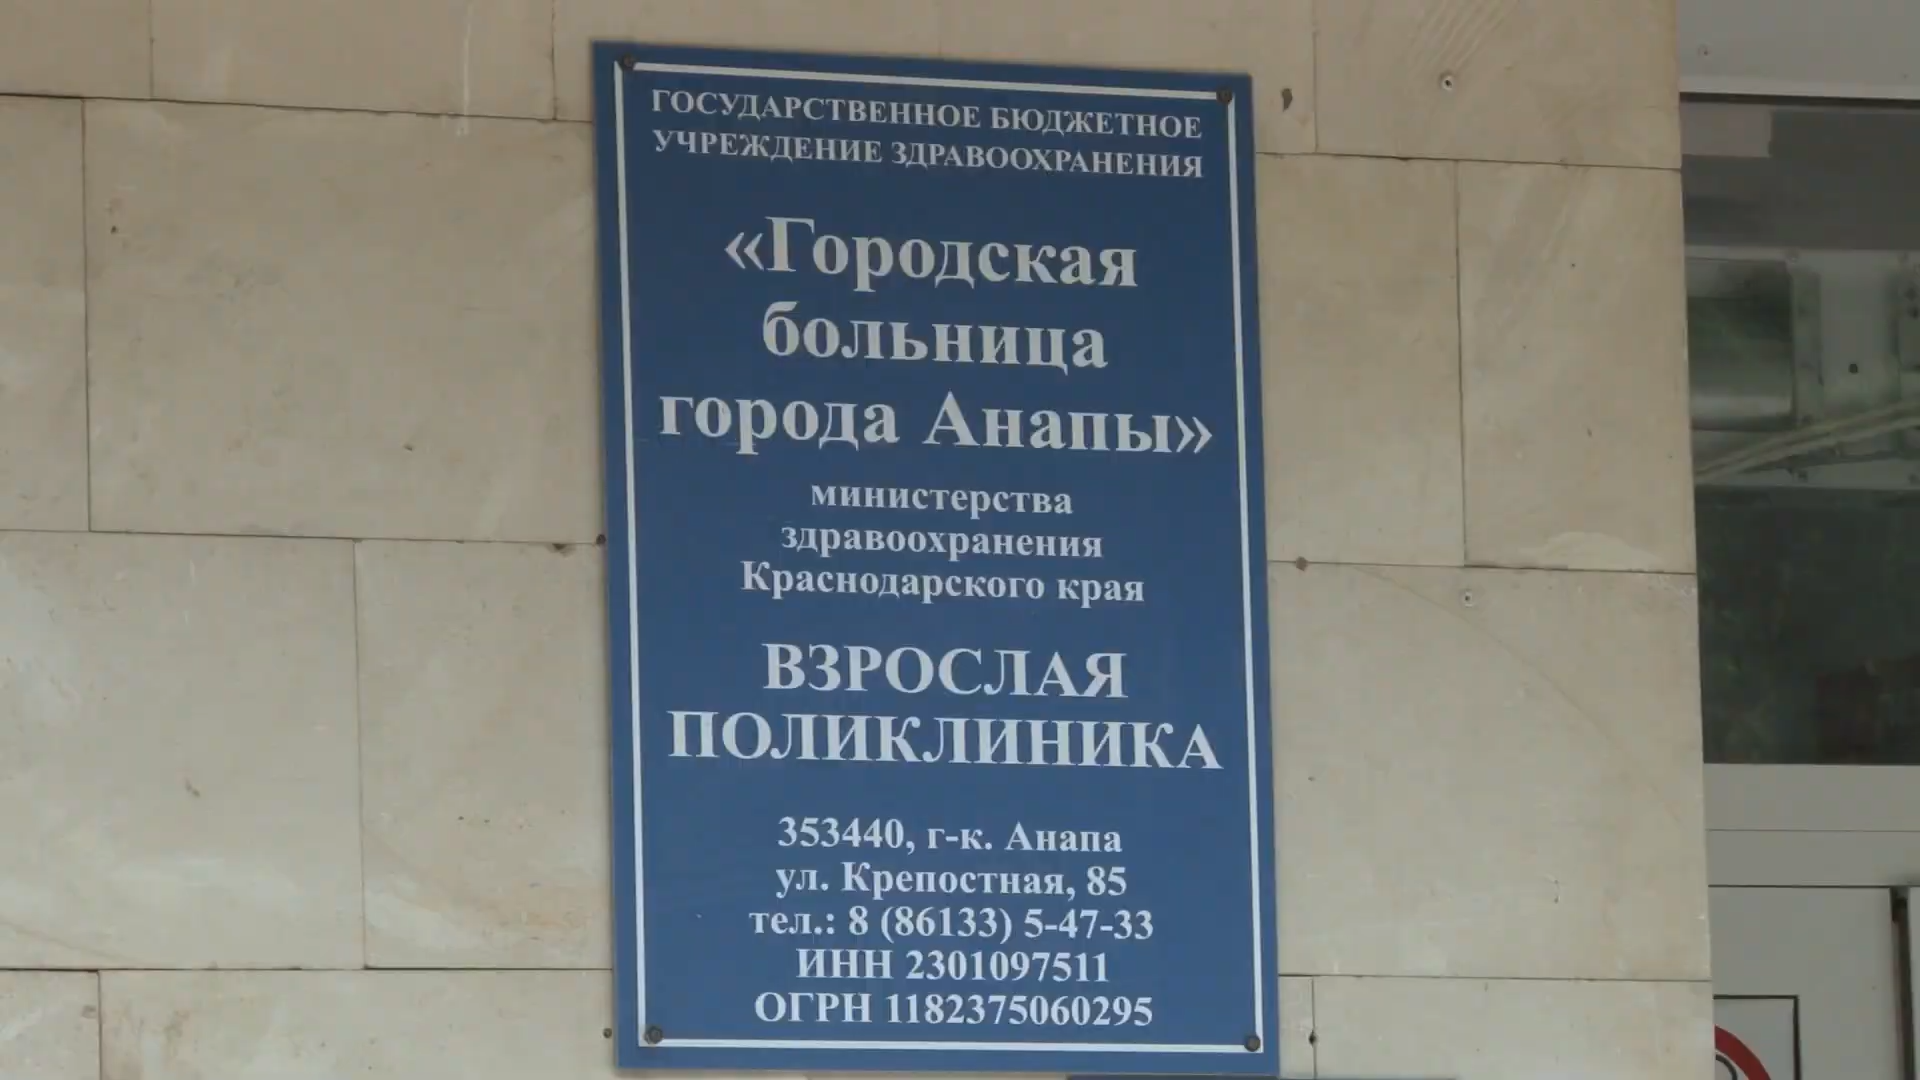 ГОСУДАРСТВЕННОЕ БЮДЖЕТНОЕ
УЧРЕЖДЕНИЕ ЗДРАВООХРАНЕНИЯ
«Городская
больница
города Анапы»
министерства
здравоохранения
Краснодарского края
ВЗРОСЛАЯ
ПОЛИКЛИНИКА
353440, г-к. Анапа
ул. Крепостная, 85
тел.: 8 (86133) 5-47-33
ИНН 2301097511
ОГРН 1182375060295